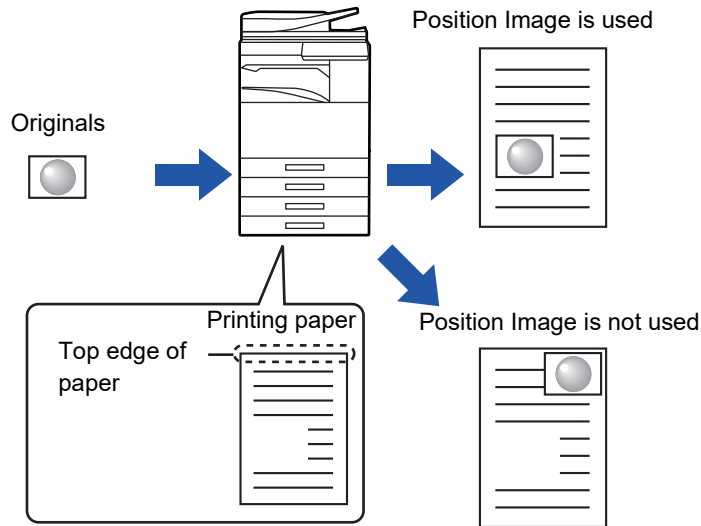 Position Image is used
Originals
Printing paper
Top edge of
paper
Position Image is not used